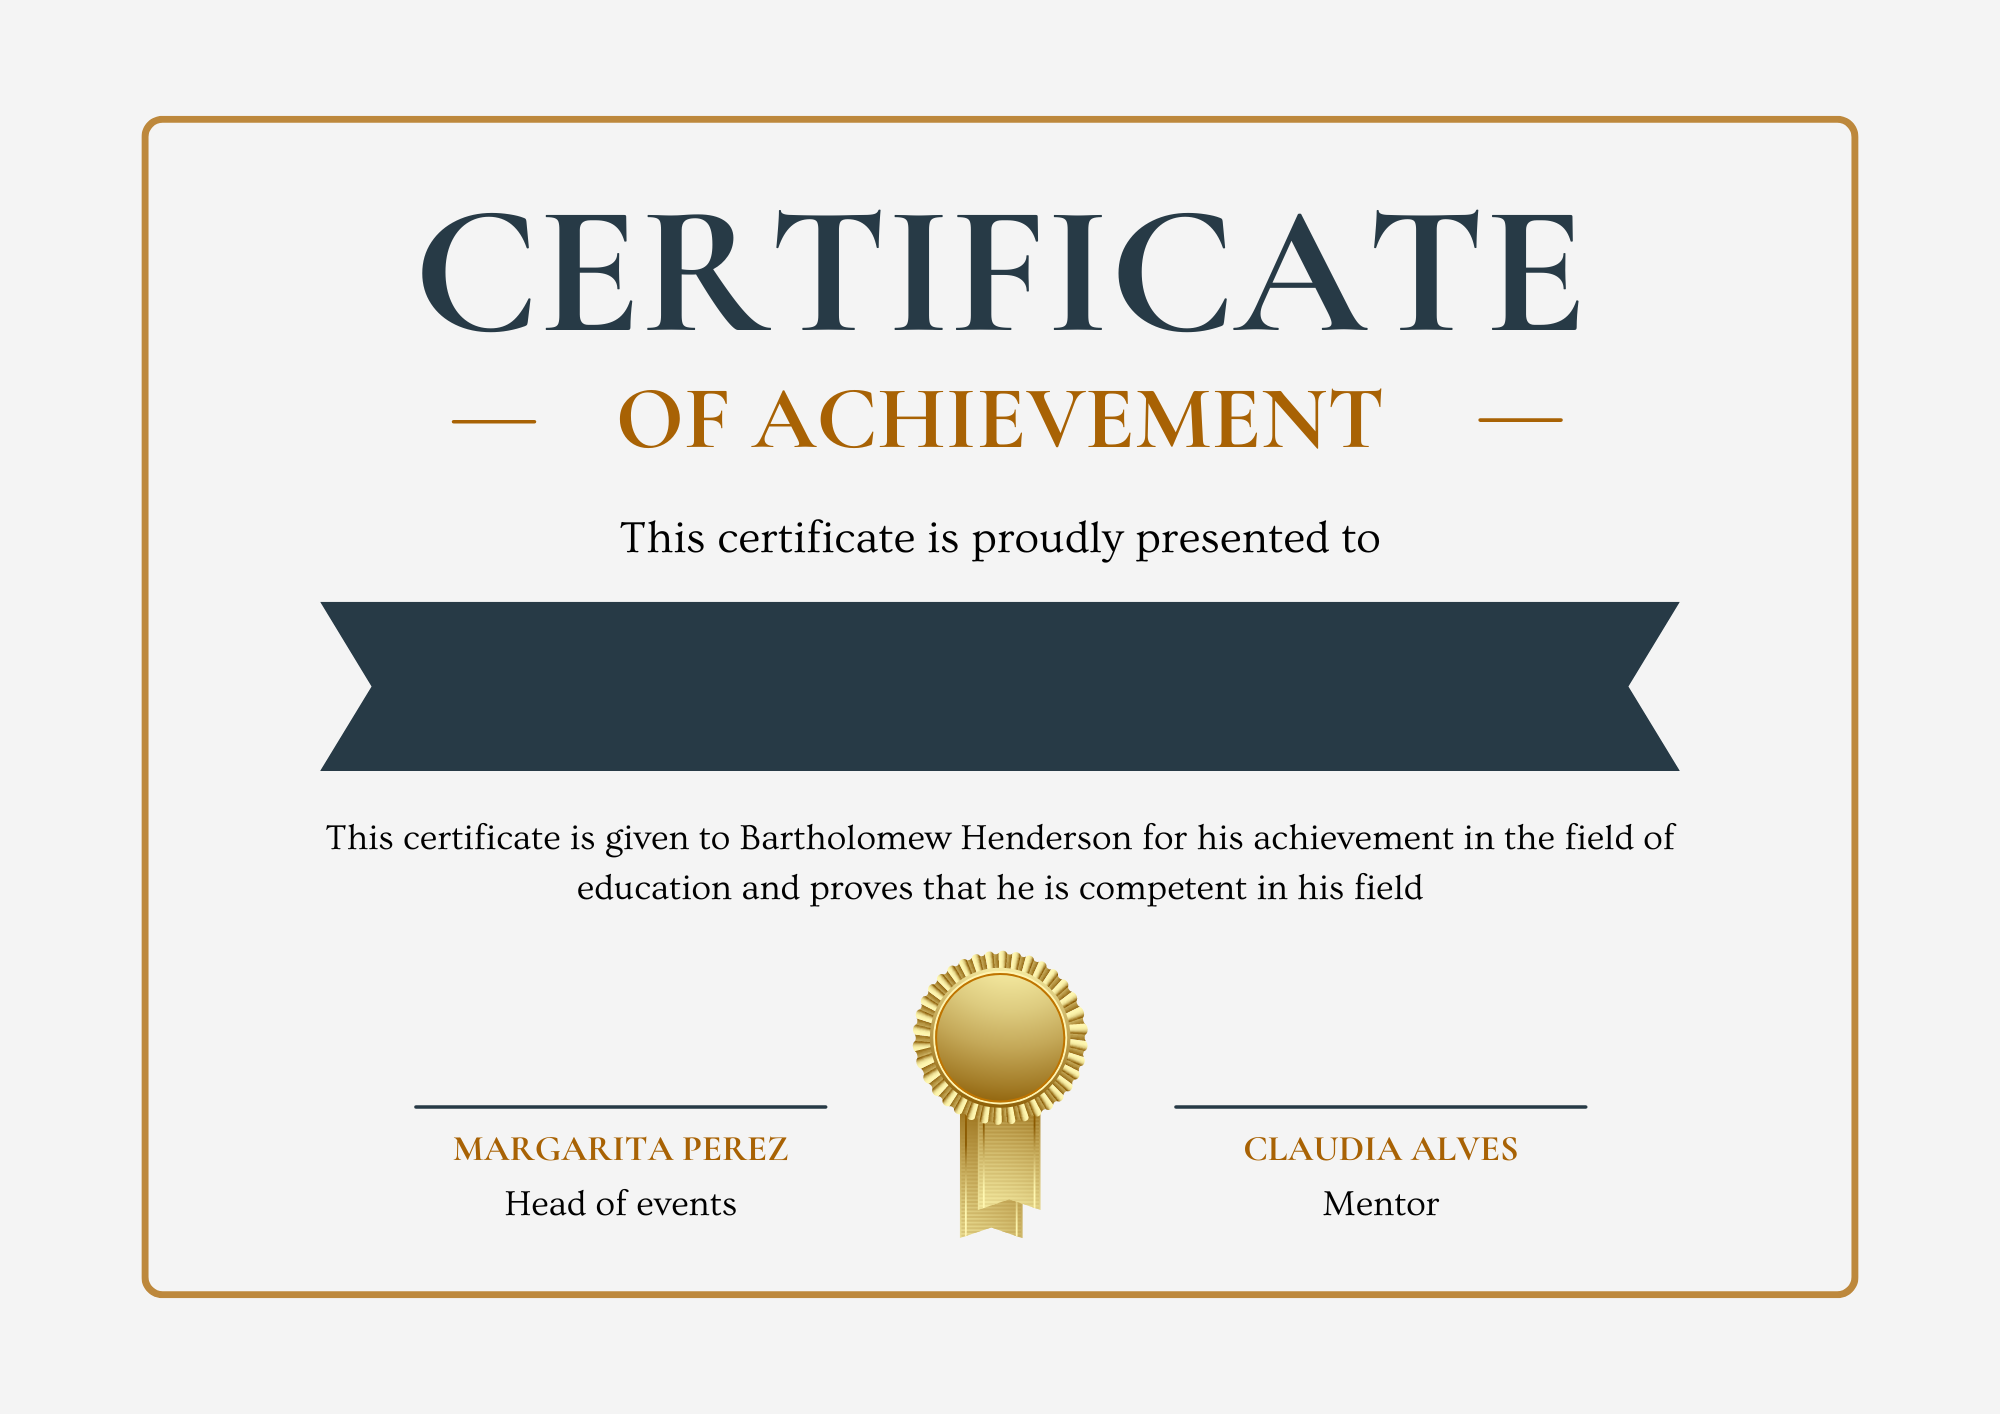 CERTIFICATE
OF ACHIEVEMENT
This certificate is proudly presented to
This certificate is given to Bartholomew Henderson for his achievement in the field of
education and proves that he is competent in his field
MARGARITA PEREZ
Head of events
CLAUDIA ALVES
Mentor